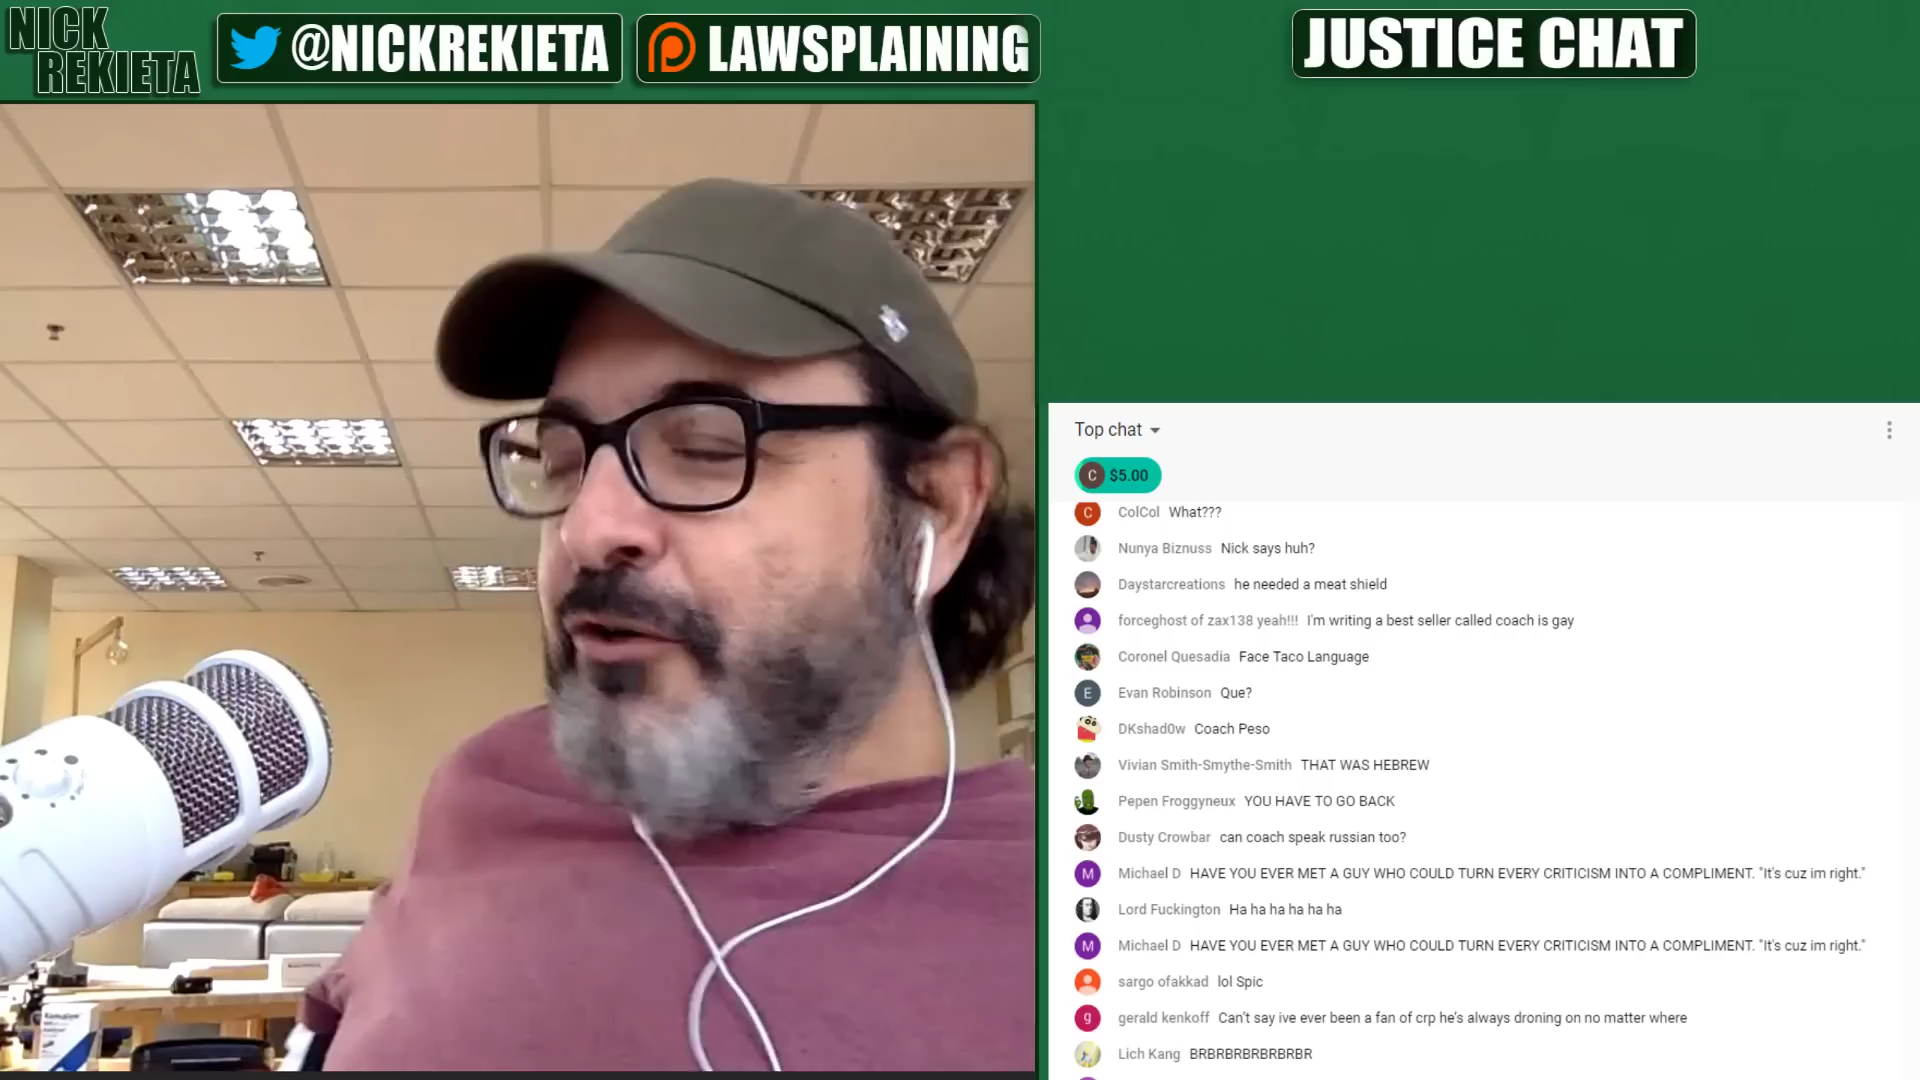 NICK
REKIETA
@NICKREKIETA
LAWSPLAINING
JUSTICE CHAT
Top chat
C $5.00
C ColCol What???
Nunya Biznuss Nick says huh?
Daystarcreations he needed a meat shield
forceghost of zax138 yeah!!! I'm writing a best seller called coach is gay
Coronel Quesadia Face Taco Language
E Evan Robinson Que?
DKshad0w Coach Peso
Vivian Smith-Smythe-Smith THAT WAS HEBREW
Pepen Froggyneux YOU HAVE TO GO BACK
Dusty Crowbar can coach speak russian too?
M Michael D HAVE YOU EVER MET A GUY WHO COULD TURN EVERY CRITICISM INTO A COMPLIMENT. "It's cuz im right."
Lord Fuckington Ha ha ha ha ha ha
M Michael D HAVE YOU EVER MET A GUY WHO COULD TURN EVERY CRITICISM INTO A COMPLIMENT. "It's cuz im right."
sargo ofakkad lol Spic
g gerald kenkoff Can't say ive ever been a fan of crp he's always droning on no matter where
Lich Kang BRBRBRBRBRBRBR